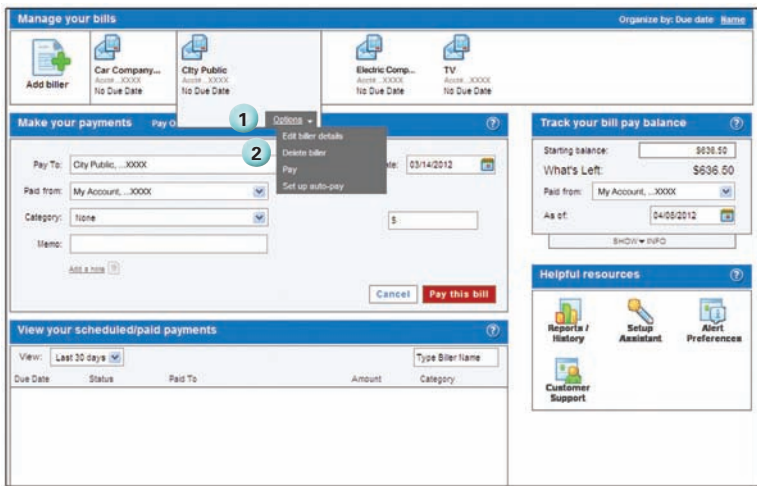 Manage your bills Organize by: Due date Name
Add biller
Car Company...
Acct# ...XXXX
No Due Date
City Public
Acct# ...XXXX
No Due Date
Electric Comp...
Acct# ...XXXX
No Due Date
TV
Acct# ...XXXX
No Due Date
1 Options
2
Edit biller details
Delete biller
Pay
Set up auto-pay
Make your payments Pay O
Pay To: City Public, ...XXXX
ate: 03/14/2012
Paid from: My Account, ...XXXX
Category: None
$
Memo:
Add a note ?
Cancel Pay this bill
View your scheduled/paid payments ?
View: Last 30 days Type Biller Name
Due Date Status Paid To Amount Category
Track your bill pay balance ?
Starting balance: $636.50
What's Left: $636.50
Paid from: My Account, ...XXXX
As of: 04/05/2012
SHOW INFO
Helpful resources ?
Reports /
History
Setup
Assistant
Alert
Preferences
Customer
Support